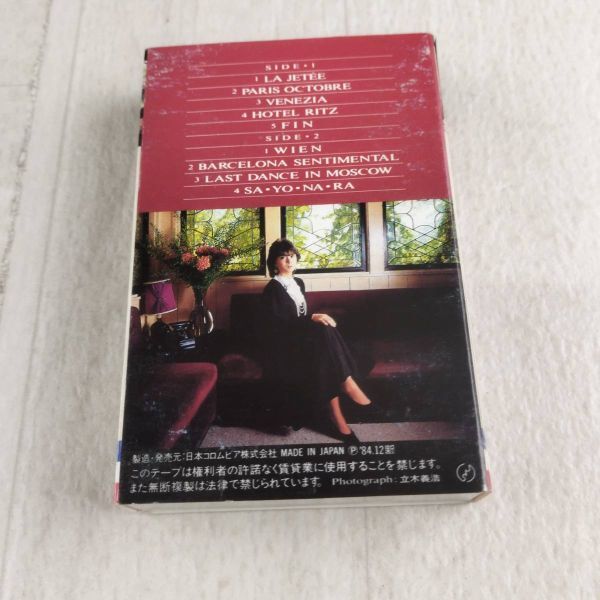 SIDE・1
1 LA JETÉE
2 PARIS OCTOBRE
3 VENEZIA
4 HOTEL RITZ
5 FIN
SIDE・2
1 WIEN
2 BARCELONA SENTIMENTAL
3 LAST DANCE IN MOSCOW
4 SA・YO・NA・RA
製造・発売元:日本コロムビア株式会社 MADE IN JAPAN Ⓟ'84.12
このテープは権利者の許諾なく賃貸業に使用することを禁じます。
また無断複製は法律で禁じられています。 Photograph:立木義浩